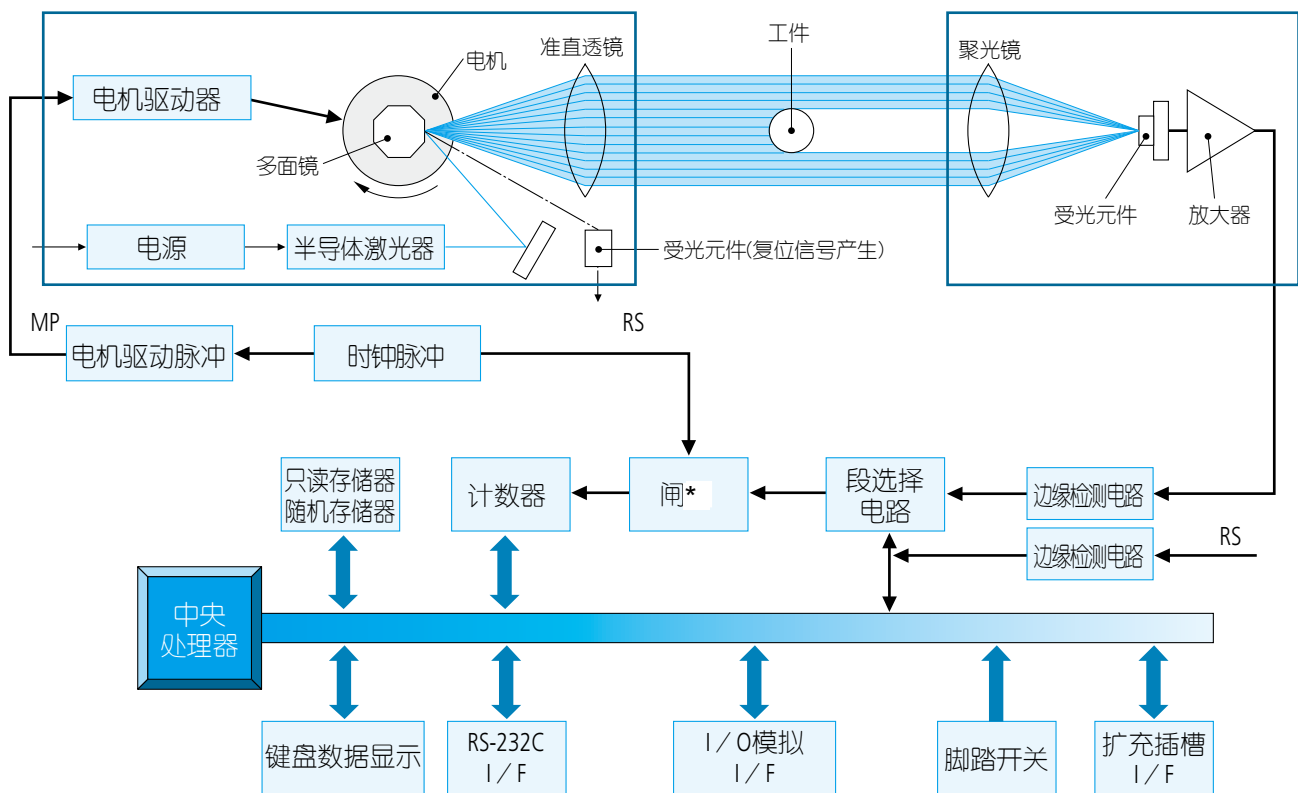 工件
准直透镜
聚光镜
电机
电机驱动器
多面镜
受光元件
放大器
电源
半导体激光器
受光元件(复位信号产生)
MP
RS
电机驱动脉冲
时钟脉冲
只读存储器
随机存储器
计数器
闸*
段选择
电路
边缘检测电路
边缘检测电路
RS
中央
处理器
键盘数据显示
RS-232C
I/F
I/O模拟
I/F
脚踏开关
扩充插槽
I/F